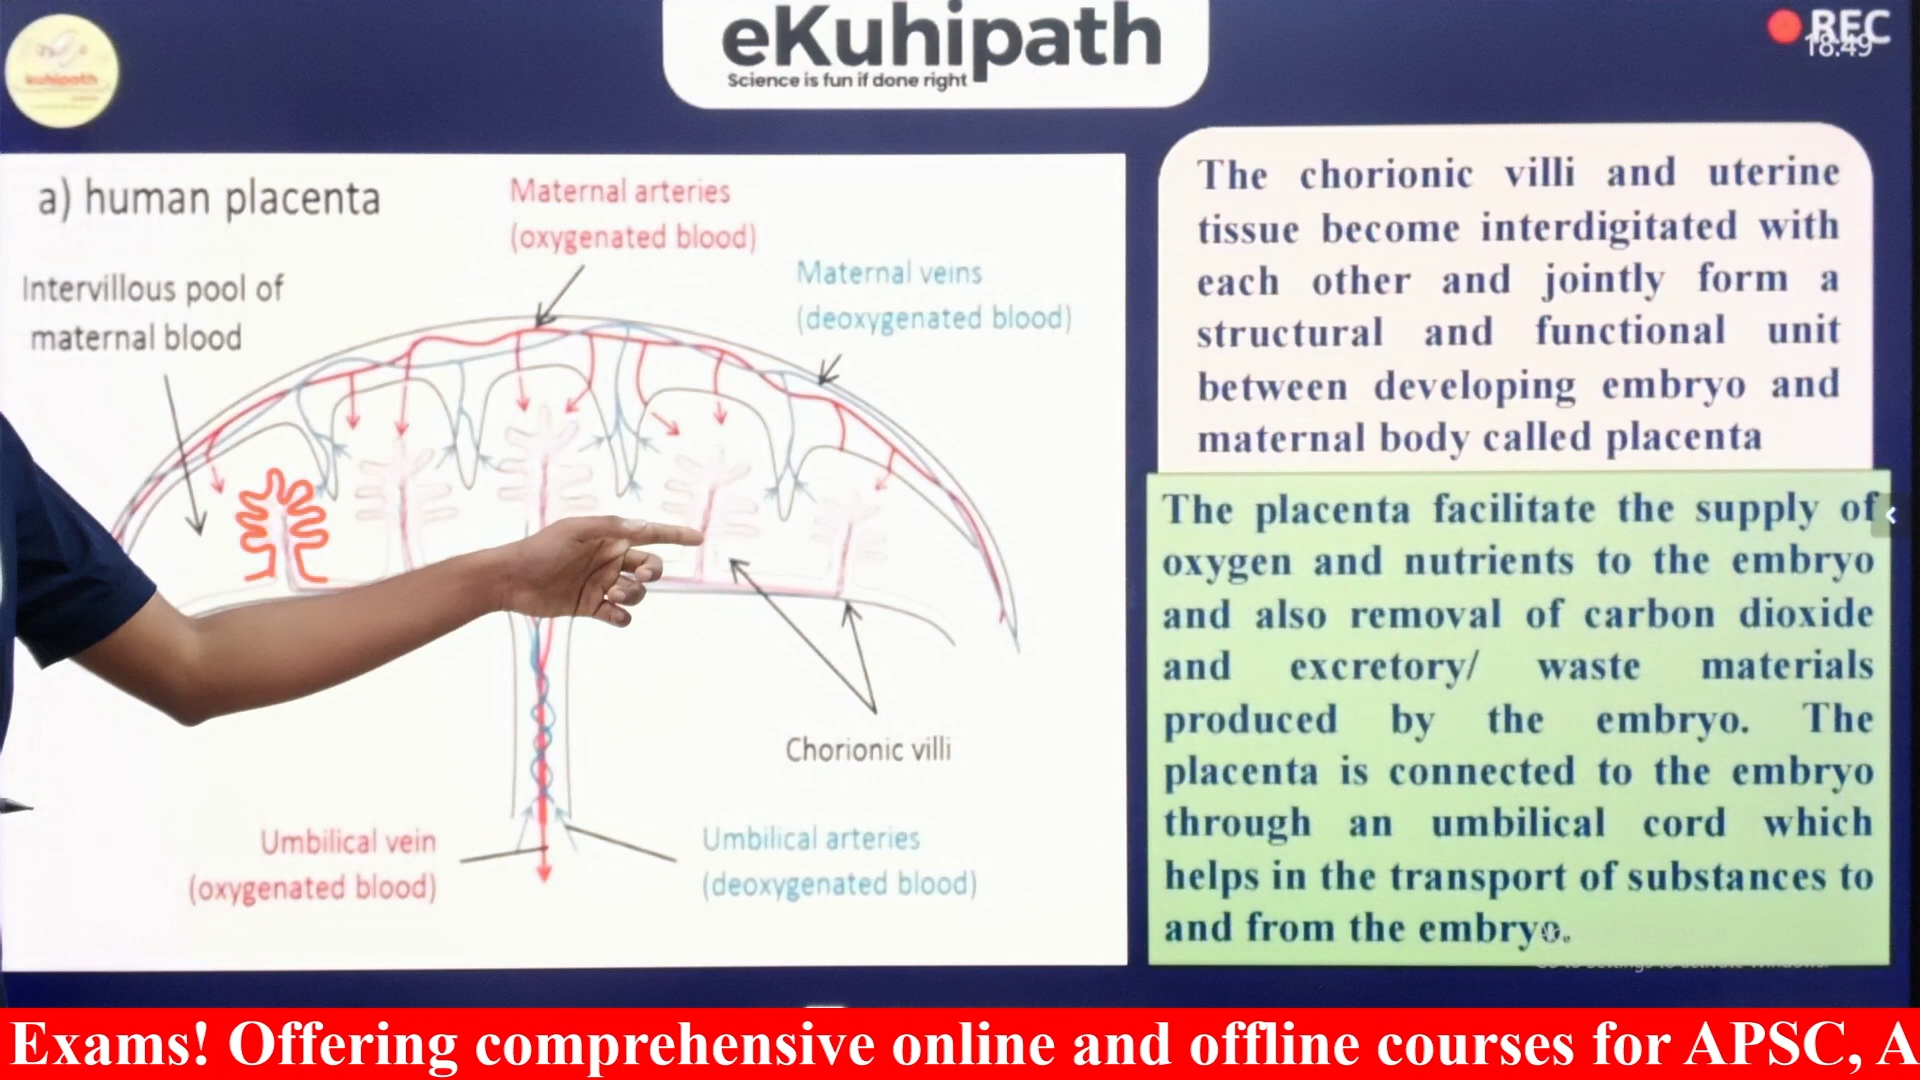 eKuhipath
Science is fun if done right
REC
18:49
kuhipath
a) human placenta
Maternal arteries
(oxygenated blood)
Maternal veins
(deoxygenated blood)
Intervillous pool of
maternal blood
Chorionic villi
Umbilical vein
(oxygenated blood)
Umbilical arteries
(deoxygenated blood)
The chorionic villi and uterine
tissue become interdigitated with
each other and jointly form a
structural and functional unit
between developing embryo and
maternal body called placenta
The placenta facilitate the supply of
oxygen and nutrients to the embryo
and also removal of carbon dioxide
and excretory/ waste materials
produced by the embryo. The
placenta is connected to the embryo
through an umbilical cord which
helps in the transport of substances to
and from the embryo.
Exams! Offering comprehensive online and offline courses for APSC, A